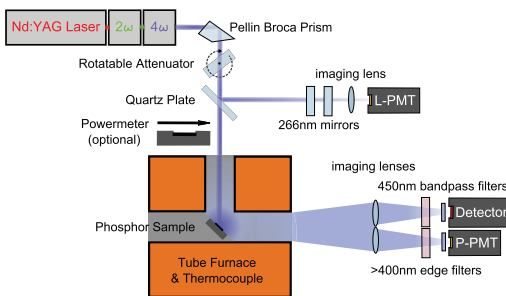 Nd:YAG Laser
2ω
4ω
Pellin Broca Prism
Rotatable Attenuator
imaging lens
Quartz Plate
L-PMT
266nm mirrors
Powermeter
(optional)
imaging lenses
450nm bandpass filters
Phosphor Sample
Detector
P-PMT
Tube Furnace
& Thermocouple
>400nm edge filters